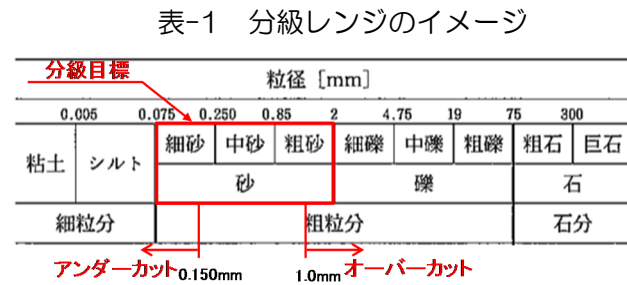 表-1 分級レンジのイメージ
分級目標
粒径 [mm]
0.005 0.075 0.250 0.85 2 4.75 19 75 300
粘土 シルト 細砂 中砂 粗砂 細礫 中礫 粗礫 粗石 巨石
砂 礫 石
細粒分 粗粒分 石分
アンダーカット 0.150mm 1.0mm オーバーカット